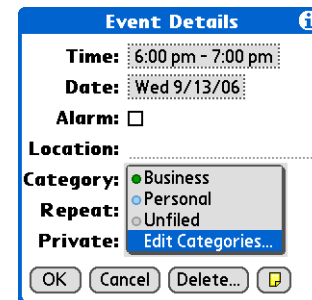 Event Details i
Time: 6:00 pm - 7:00 pm
Date: Wed 9/13/06
Alarm:
Location:
Category: Business
Personal
Repeat:
Unfiled
Private: Edit Categories...
OK Cancel Delete...